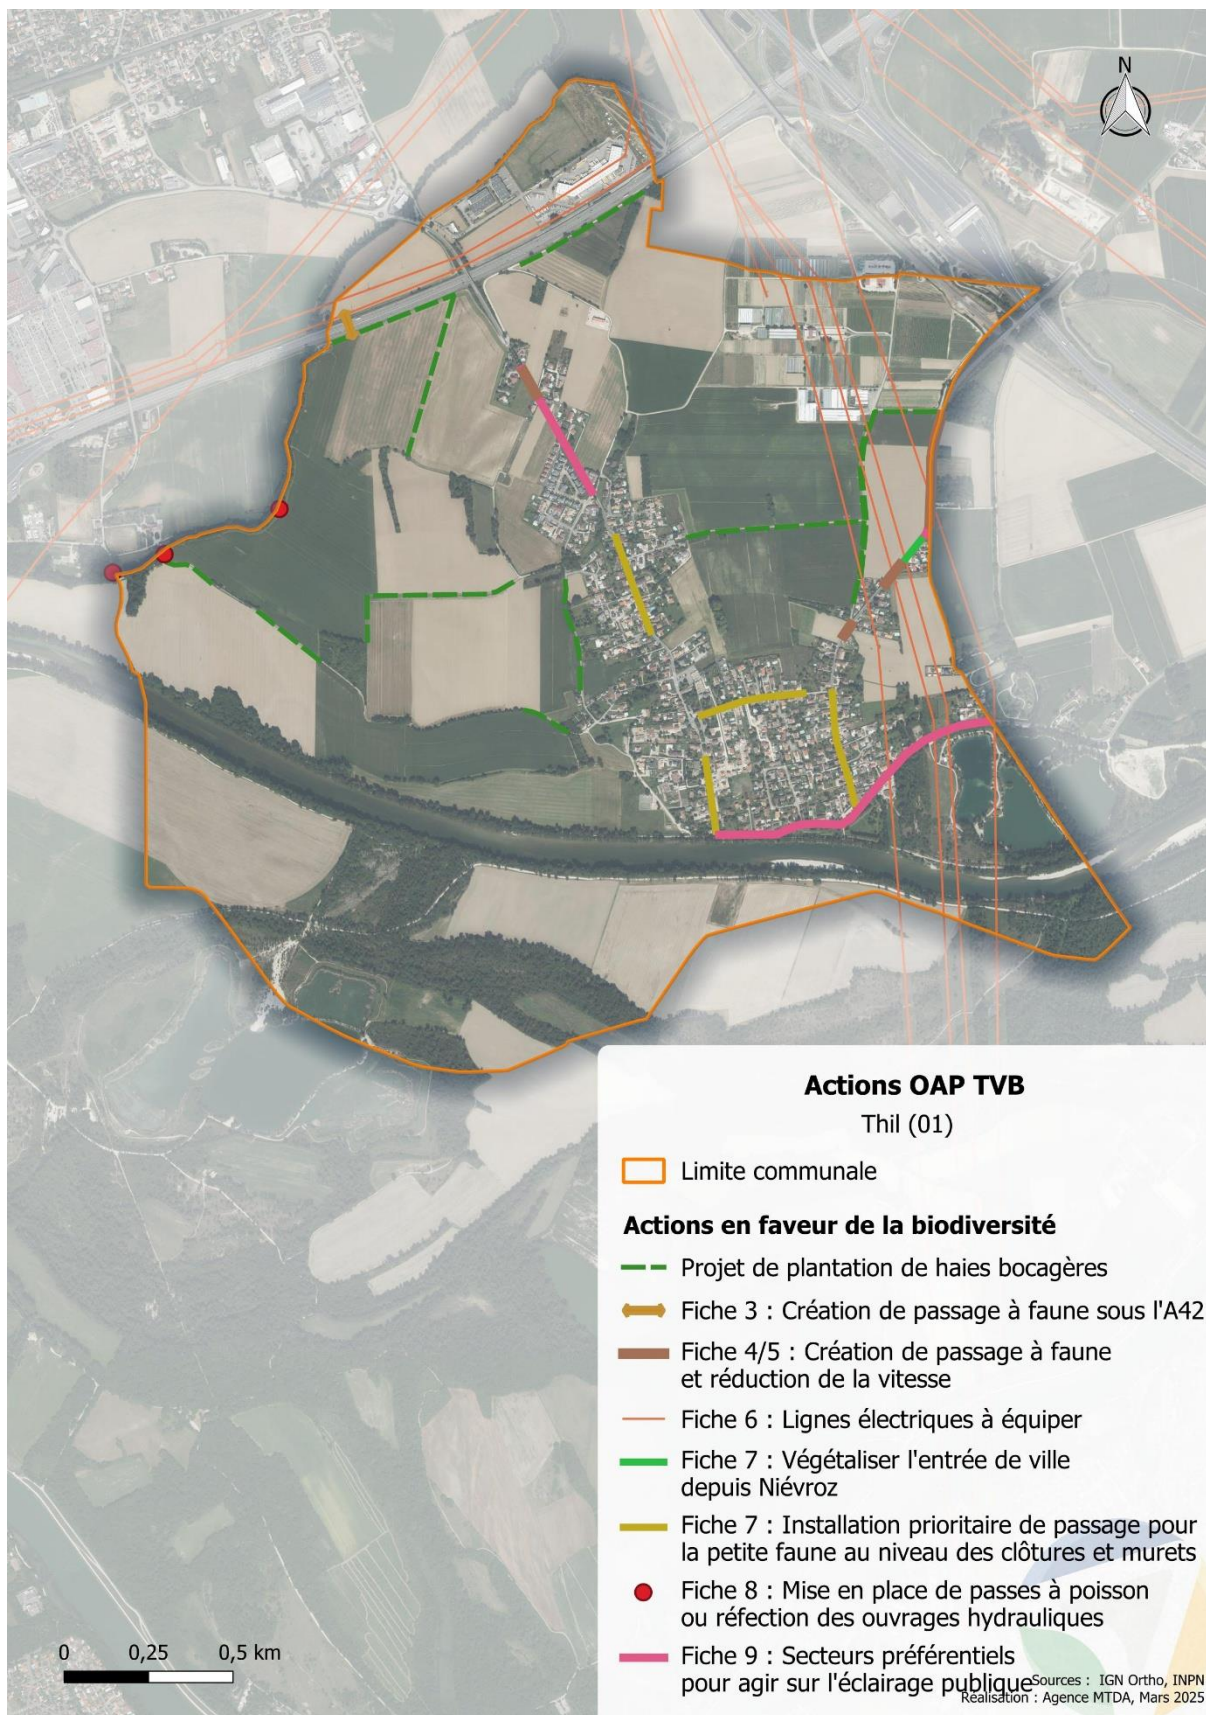 N
Actions OAP TVB
Thil (01)
Limite communale
Actions en faveur de la biodiversité
Projet de plantation de haies bocagères
Fiche 3 : Création de passage à faune sous l'A42
Fiche 4/5 : Création de passage à faune
et réduction de la vitesse
Fiche 6 : Lignes électriques à équiper
Fiche 7 : Végétaliser l'entrée de ville
depuis Niévroz
Fiche 7 : Installation prioritaire de passage pour
la petite faune au niveau des clôtures et murets
Fiche 8 : Mise en place de passes à poisson
ou réfection des ouvrages hydrauliques
Fiche 9 : Secteurs préférentiels
pour agir sur l'éclairage publique
Sources : IGN Ortho, INPN
Réalisation : Agence MTDA, Mars 2025
0 0,25 0,5 km